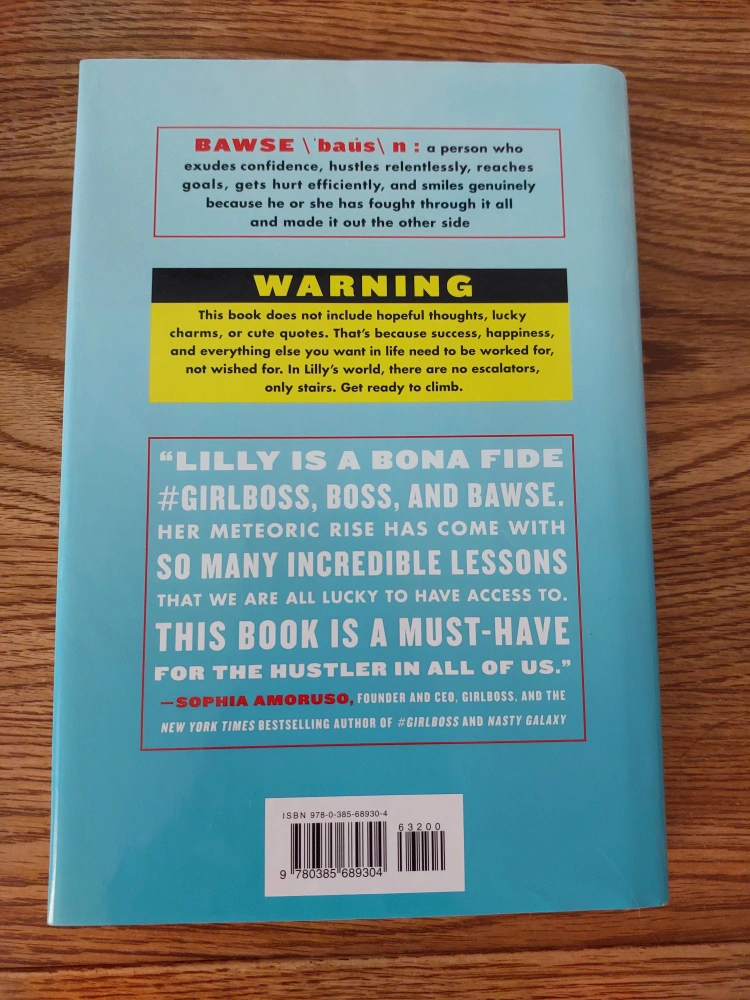 BAWSE \ˈbau̇s\ n : a person who
exudes confidence, hustles relentlessly, reaches
goals, gets hurt efficiently, and smiles genuinely
because he or she has fought through it all
and made it out the other side
WARNING
This book does not include hopeful thoughts, lucky
charms, or cute quotes. That's because success, happiness,
and everything else you want in life need to be worked for,
not wished for. In Lilly's world, there are no escalators,
only stairs. Get ready to climb.
“LILLY IS A BONA FIDE
#GIRLBOSS, BOSS, AND BAWSE.
HER METEORIC RISE HAS COME WITH
SO MANY INCREDIBLE LESSONS
THAT WE ARE ALL LUCKY TO HAVE ACCESS TO.
THIS BOOK IS A MUST-HAVE
FOR THE HUSTLER IN ALL OF US.”
—SOPHIA AMORUSO, FOUNDER AND CEO, GIRLBOSS, AND THE
NEW YORK TIMES BESTSELLING AUTHOR OF #GIRLBOSS AND NASTY GALAXY
ISBN 978-0-385-68930-4
63200
9 780385 689304